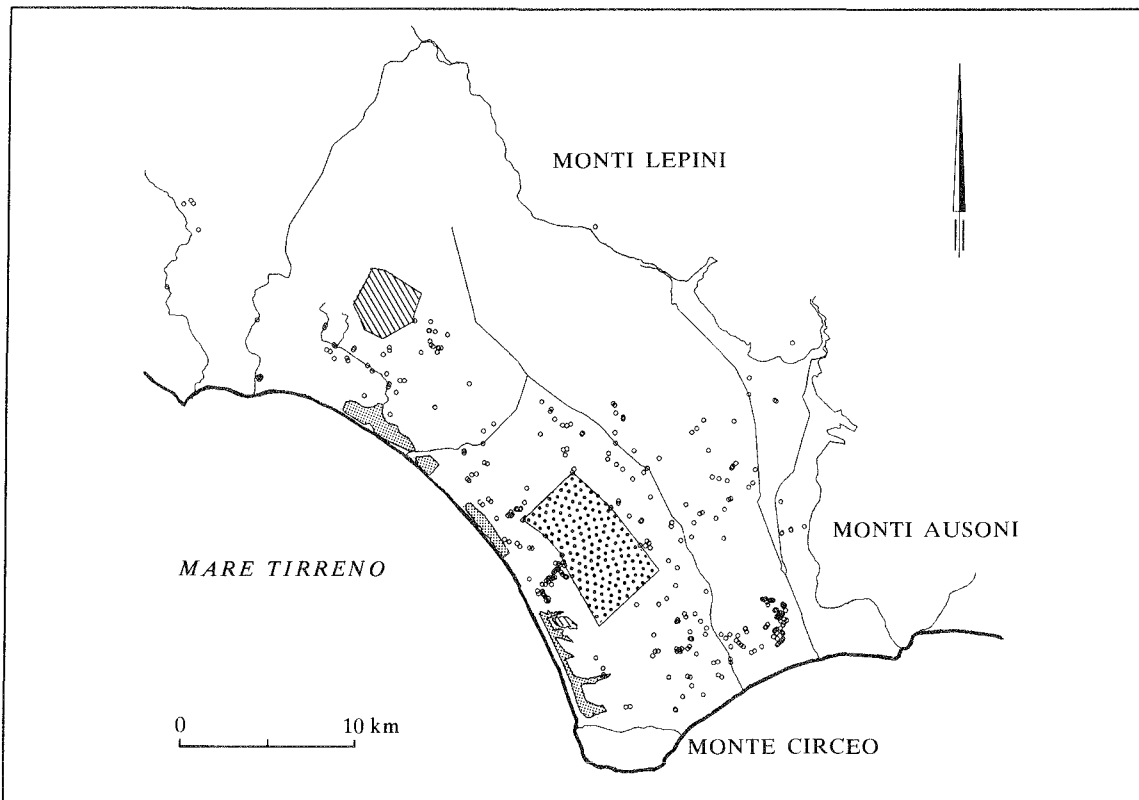 MONTI LEPINI
MONTI AUSONI
MARE TIRRENO
0 10 km
MONTE CIRCEO